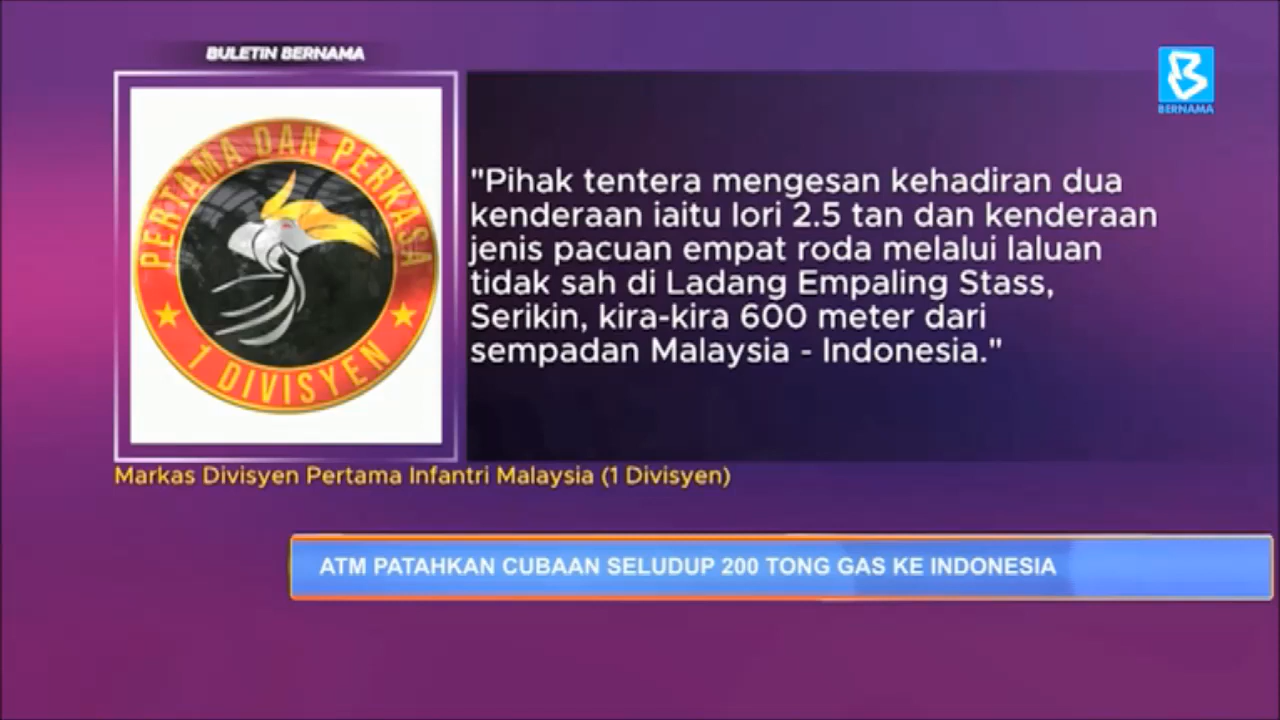 BULETIN BERNAMA
BERNAMA
PERTAMA DAN PERKASA
1 DIVISYEN
"Pihak tentera mengesan kehadiran dua
kenderaan iaitu lori 2.5 tan dan kenderaan
jenis pacuan empat roda melalui laluan
tidak sah di Ladang Empaling Stass,
Serikin, kira-kira 600 meter dari
sempadan Malaysia - Indonesia."
Markas Divisyen Pertama Infantri Malaysia (1 Divisyen)
ATM PATAHKAN CUBAAN SELUDUP 200 TONG GAS KE INDONESIA